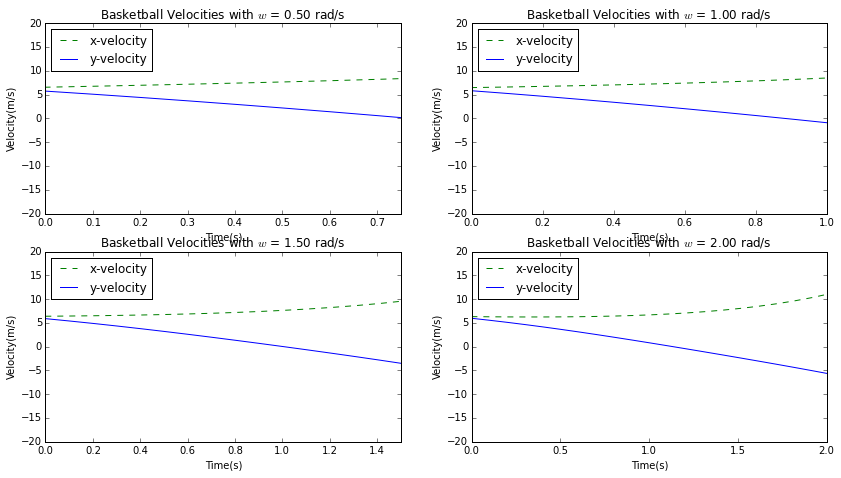 Basketball Velocities with w = 0.50 rad/s
x-velocity
y-velocity
Velocity(m/s)
20
15
10
5
0
−5
−10
−15
−20
0.0 0.1 0.2 0.3 0.4 0.5 0.6 0.7
Time(s)
Basketball Velocities with w = 1.00 rad/s
x-velocity
y-velocity
Velocity(m/s)
20
15
10
5
0
−5
−10
−15
−20
0.0 0.2 0.4 0.6 0.8 1.0
Time(s)
Basketball Velocities with w = 1.50 rad/s
x-velocity
y-velocity
Velocity(m/s)
20
15
10
5
0
−5
−10
−15
−20
0.0 0.2 0.4 0.6 0.8 1.0 1.2 1.4
Time(s)
Basketball Velocities with w = 2.00 rad/s
x-velocity
y-velocity
Velocity(m/s)
20
15
10
5
0
−5
−10
−15
−20
0.0 0.5 1.0 1.5 2.0
Time(s)